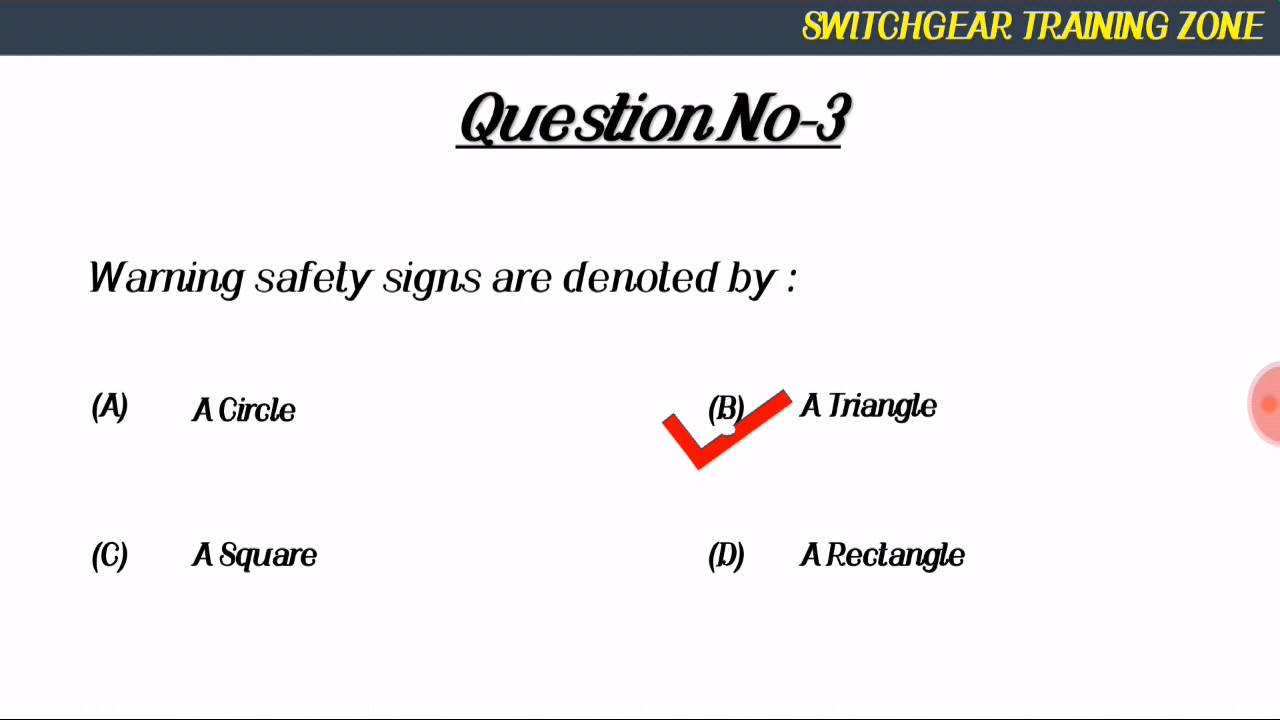 SWITCHGEAR TRAINING ZONE
Question No-3
Warning safety signs are denoted by :
(A) A Circle
(B) A Triangle
(C) A Square
(D) A Rectangle